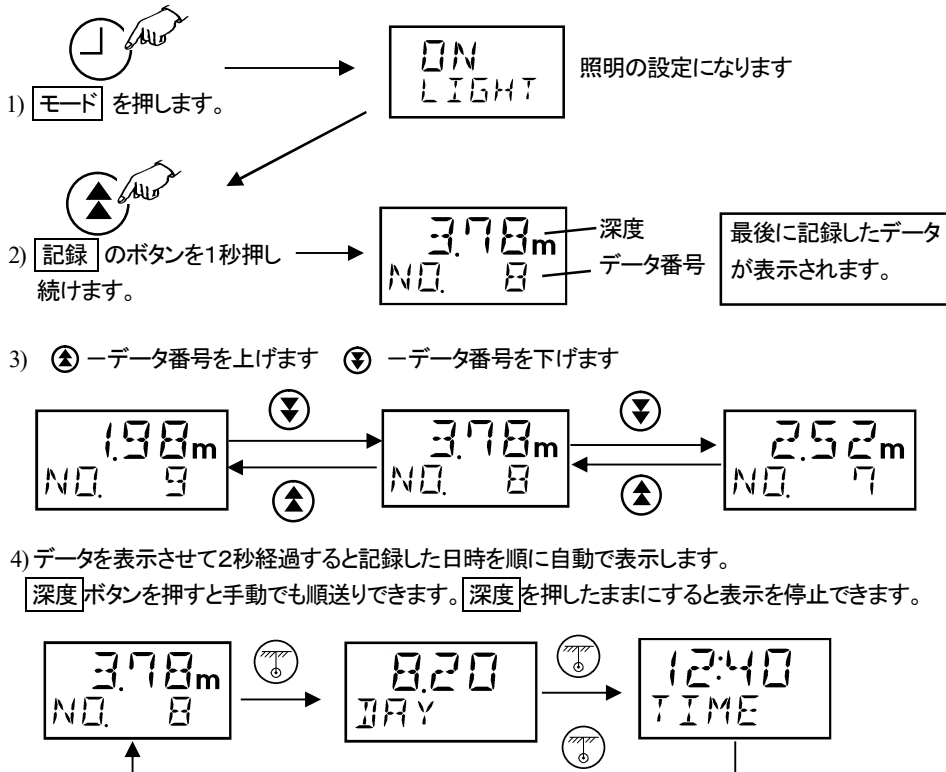 ON
LIGHT
照明の設定になります
1) モード を押します。
2) 記録 のボタンを1秒押し
続けます。
3.78m
NO. 8
深度
データ番号
最後に記録したデータ
が表示されます。
3) ーデータ番号を上げます ーデータ番号を下げます
1.98m
NO. 9
3.78m
NO. 8
2.52m
NO. 7
4) データを表示させて2秒経過すると記録した日時を順に自動で表示します。
深度 ボタンを押すと手動でも順送りできます。 深度 を押したままにすると表示を停止できます。
3.78m
NO. 8
8.20
DAY
12:40
TIME